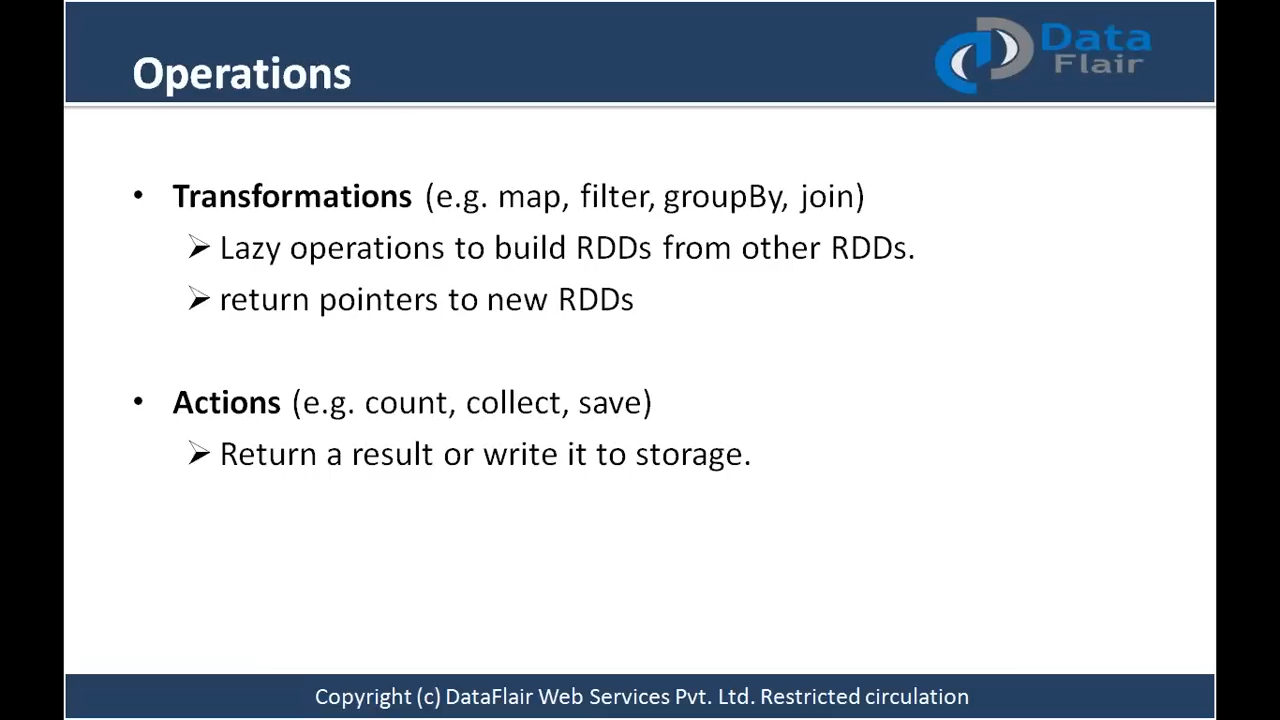 Operations
Data
Flair
• Transformations (e.g. map, filter, groupBy, join)
➢ Lazy operations to build RDDs from other RDDs.
➢ return pointers to new RDDs
• Actions (e.g. count, collect, save)
➢ Return a result or write it to storage.
Copyright (c) DataFlair Web Services Pvt. Ltd. Restricted circulation